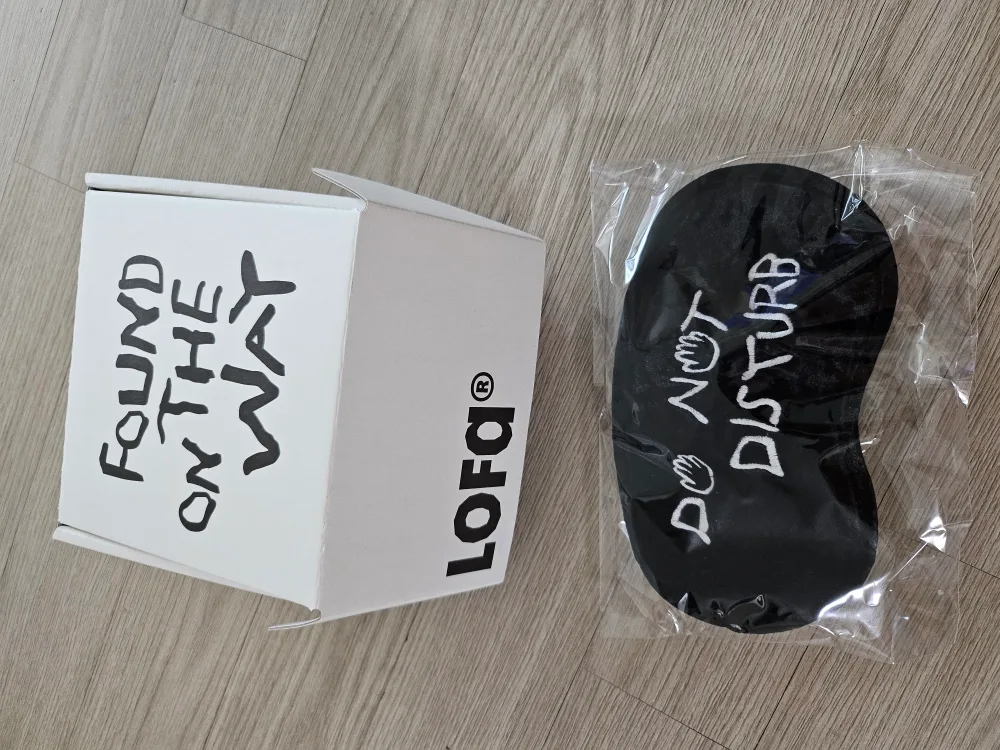 FOUND
ON THE
WAY
LOFa®
DO NOT
DISTURB